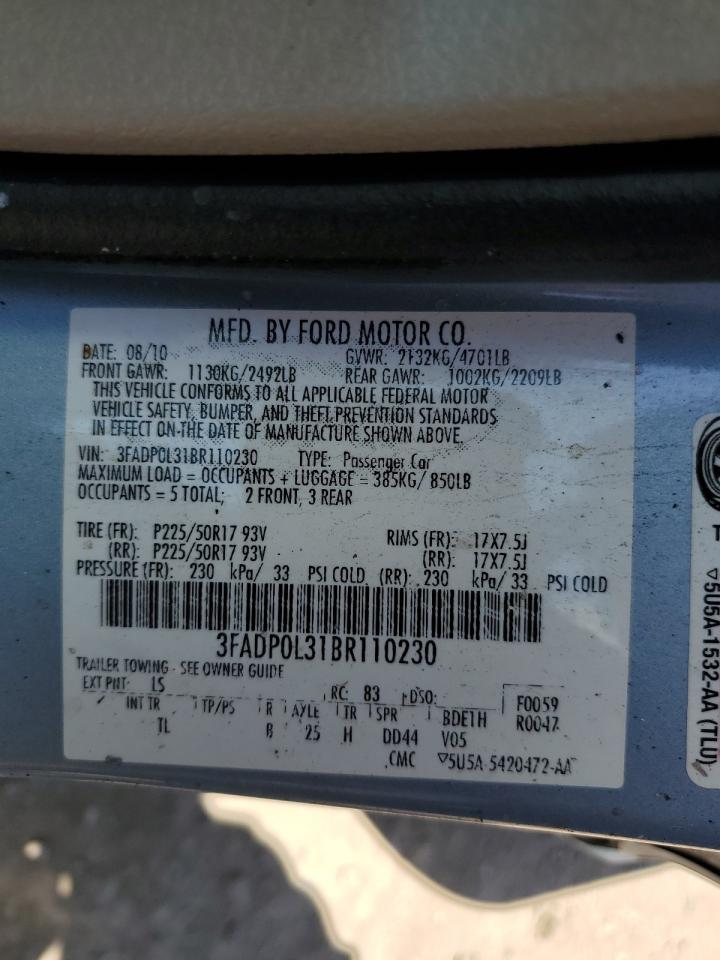 MFD. BY FORD MOTOR CO.
DATE: 08/10 GVWR: 2132KG/4701LB
FRONT GAWR: 1130KG/2492LB REAR GAWR: 1002KG/2209LB
THIS VEHICLE CONFORMS TO ALL APPLICABLE FEDERAL MOTOR
VEHICLE SAFETY, BUMPER, AND THEFT PREVENTION STANDARDS
IN EFFECT ON THE DATE OF MANUFACTURE SHOWN ABOVE.
VIN: 3FADP0L31BR110230 TYPE: Passenger Car
MAXIMUM LOAD = OCCUPANTS + LUGGAGE = 385KG/ 850LB
OCCUPANTS = 5 TOTAL; 2 FRONT, 3 REAR
TIRE (FR): P225/50R17 93V RIMS (FR): 17X7.5J
(RR): P225/50R17 93V (RR): 17X7.5J
PRESSURE (FR): 230 kPa/ 33 PSI COLD (RR): 230 kPa/ 33 PSI COLD
3FADP0L31BR110230
TRAILER TOWING - SEE OWNER GUIDE
EXT PNT: LS RC: 83 DSO: F0059
INT TR TP/PS R AXLE TR SPR BDE1H R0047
TL B 25 H DD44 V05
CMC ▽5U5A-5420472-AA
T
▽5U5A-1532-AA (TLU)